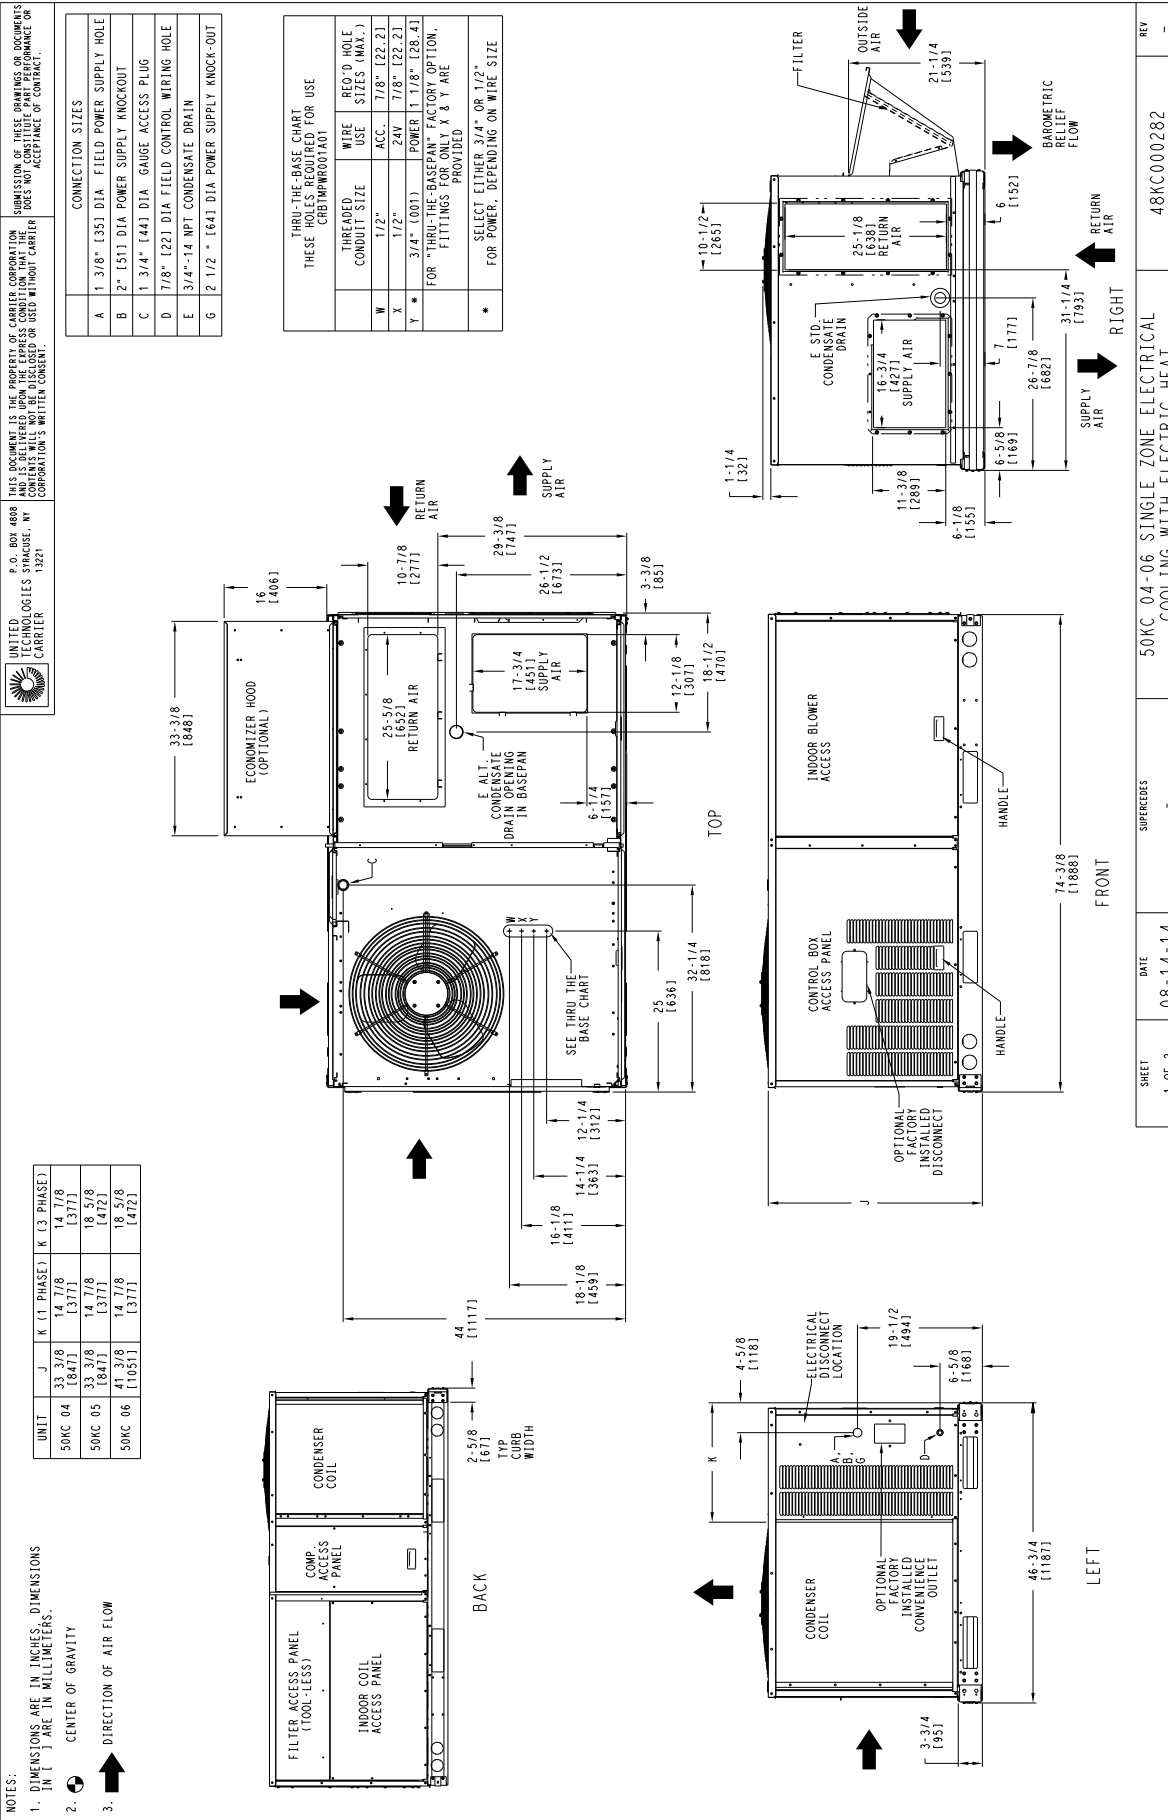 NOTES:
1. DIMENSIONS ARE IN INCHES, DIMENSIONS
IN [ ] ARE IN MILLIMETERS.
2. CENTER OF GRAVITY
3. DIRECTION OF AIR FLOW
UNIT J K (1 PHASE) K (3 PHASE)
50KC 04 33 3/8 [847] 14 7/8 [377] 14 7/8 [377]
50KC 05 33 3/8 [847] 14 7/8 [377] 18 5/8 [472]
50KC 06 41 3/8 [1051] 14 7/8 [377] 18 5/8 [472]
UNITED
TECHNOLOGIES
CARRIER
P.O. BOX 4808
SYRACUSE, NY
13221
THIS DOCUMENT IS THE PROPERTY OF CARRIER CORPORATION
AND IS DELIVERED UPON THE EXPRESS CONDITION THAT THE
CONTENTS WILL NOT BE DISCLOSED OR USED WITHOUT CARRIER
CORPORATION'S WRITTEN CONSENT.
SUBMISSION OF THESE DRAWINGS OR DOCUMENTS
DOES NOT CONSTITUTE PART PERFORMANCE OR
ACCEPTANCE OF CONTRACT.
CONNECTION SIZES
A 1 3/8" [35] DIA FIELD POWER SUPPLY HOLE
B 2" [51] DIA POWER SUPPLY KNOCKOUT
C 1 3/4" [44] DIA GAUGE ACCESS PLUG
D 7/8" [22] DIA FIELD CONTROL WIRING HOLE
E 3/4"-14 NPT CONDENSATE DRAIN
G 2 1/2 " [64] DIA POWER SUPPLY KNOCK-OUT
THRU-THE-BASE CHART
THESE HOLES REQUIRED FOR USE
CRBTMPWR001A01
THREADED CONDUIT SIZE WIRE USE REQ'D HOLE SIZES (MAX.)
W 1/2" ACC. 7/8" [22.2]
X 1/2" 24V 7/8" [22.2]
Y * 3/4" (001) POWER 1 1/8" [28.4]
FOR "THRU-THE-BASEPAN" FACTORY OPTION,
FITTINGS FOR ONLY X & Y ARE
PROVIDED
* SELECT EITHER 3/4" OR 1/2"
FOR POWER, DEPENDING ON WIRE SIZE
FILTER ACCESS PANEL
(TOOL-LESS)
INDOOR COIL
ACCESS PANEL
COMP.
ACCESS
PANEL
CONDENSER
COIL
2-5/8
[67]
TYP
CURB
WIDTH
BACK
33-3/8
[848]
16
[406]
ECONOMIZER HOOD
(OPTIONAL)
C
W
X
Y
SEE THRU THE
BASE CHART
25-5/8
[652]
RETURN AIR
10-7/8
[277]
RETURN
AIR
17-3/4
[451]
SUPPLY
AIR
SUPPLY
AIR
29-3/8
[747]
26-1/2
[673]
3-3/8
[85]
12-1/8
[307]
18-1/2
[470]
E ALT.
CONDENSATE
DRAIN OPENING
IN BASEPAN
6-1/4
[157]
25
[636]
32-1/4
[818]
12-1/4
[312]
14-1/4
[363]
16-1/8
[411]
18-1/8
[459]
44
[1117]
TOP
4-5/8
[118]
K
ELECTRICAL
DISCONNECT
LOCATION
19-1/2
[494]
6-5/8
[168]
A,
B,
G
D
CONDENSER
COIL
OPTIONAL
FACTORY
INSTALLED
CONVENIENCE
OUTLET
3-3/4
[95]
46-3/4
[1187]
LEFT
J
OPTIONAL
FACTORY
INSTALLED
DISCONNECT
CONTROL BOX
ACCESS PANEL
INDOOR BLOWER
ACCESS
HANDLE
HANDLE
74-3/8
[1888]
FRONT
1-1/4
[32]
E STD.
CONDENSATE
DRAIN
10-1/2
[265]
25-1/8
[638]
RETURN
AIR
16-3/4
[427]
SUPPLY AIR
11-3/8
[289]
6-1/8
[155]
6-5/8
[169]
7
[177]
26-7/8
[682]
31-1/4
[793]
6
[152]
FILTER
OUTSIDE
AIR
21-1/4
[539]
BAROMETRIC
RELIEF
FLOW
RETURN
AIR
SUPPLY
AIR
RIGHT
SHEET
DATE
08-14-14
SUPERCEDES
-
50KC 04-06 SINGLE ZONE ELECTRICAL
COOLING WITH ELECTRIC HEAT
48KC000282
REV
-